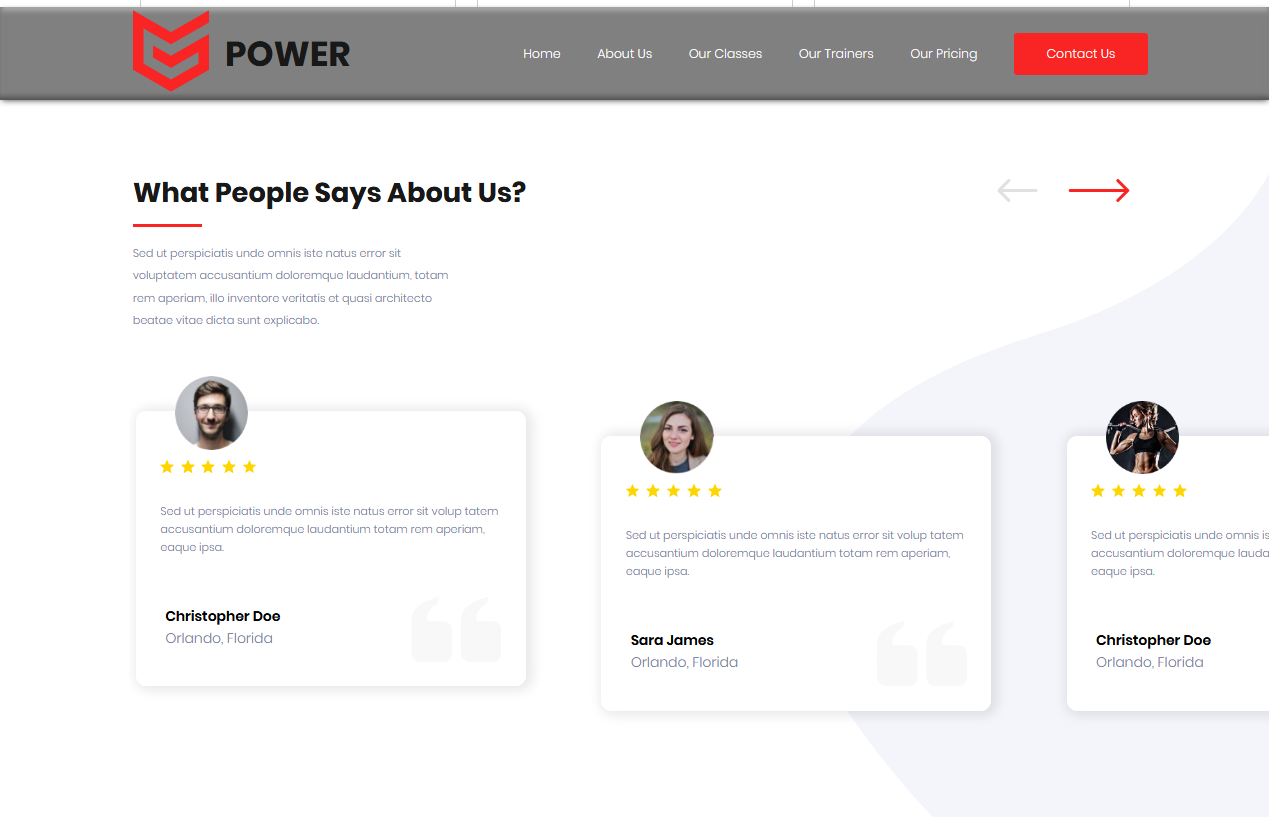 POWER
Home About Us Our Classes Our Trainers Our Pricing Contact Us
What People Says About Us?
Sed ut perspiciatis unde omnis iste natus error sit
voluptatem accusantium doloremque laudantium, totam
rem aperiam, illo inventore veritatis et quasi architecto
beatae vitae dicta sunt explicabo.
Sed ut perspiciatis unde omnis iste natus error sit volup tatem
accusantium doloremque laudantium totam rem aperiam,
eaque ipsa.
Christopher Doe
Orlando, Florida
Sed ut perspiciatis unde omnis iste natus error sit volup tatem
accusantium doloremque laudantium totam rem aperiam,
eaque ipsa.
Sara James
Orlando, Florida
Sed ut perspiciatis unde omnis is
accusantium doloremque lauda
eaque ipsa.
Christopher Doe
Orlando, Florida